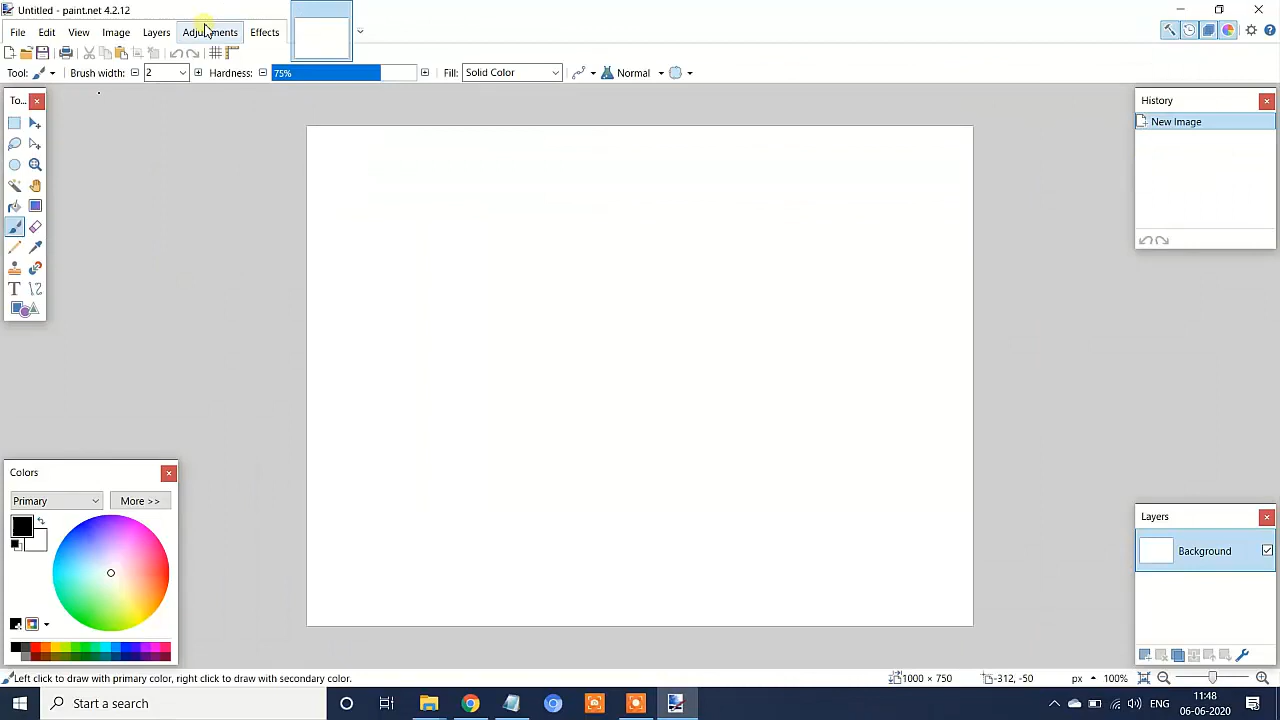 Untitled - paint.net 4.2.12
File Edit View Image Layers Adjustments Effects
Tool: Brush width: 2 Hardness: 75% Fill: Solid Color Normal
To...
History
New Image
Colors
Primary More >>
Layers
Background
Left click to draw with primary color, right click to draw with secondary color.
1000 × 750 -312, -50 px 100%
Start a search
ENG
11:48
06-06-2020